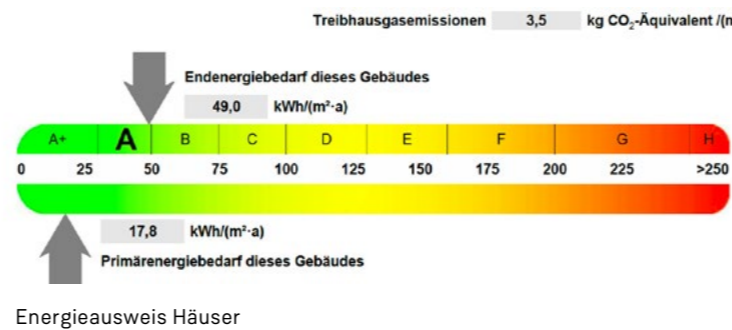 Treibhausgasemissionen 3,5 kg CO₂-Äquivalent /(m
Endenergiebedarf dieses Gebäudes
49,0 kWh/(m²·a)
A+ A B C D E F G H
0 25 50 75 100 125 150 175 200 225 >250
17,8 kWh/(m²·a)
Primärenergiebedarf dieses Gebäudes
Energieausweis Häuser